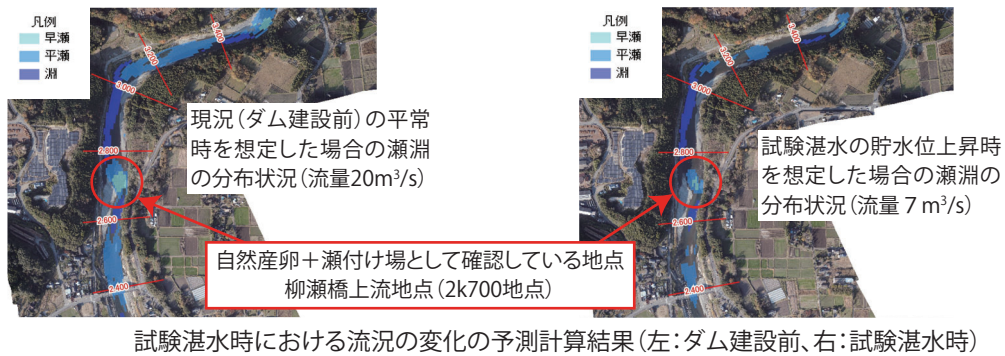 凡例
早瀬
平瀬
淵
3.400
3.200
3.000
2.800
2.600
2.400
現況（ダム建設前）の平常
時を想定した場合の瀬淵
の分布状況（流量20m³/s）
凡例
早瀬
平瀬
淵
3.400
3.200
3.000
2.800
2.600
2.400
試験湛水の貯水位上昇時
を想定した場合の瀬淵の
分布状況（流量７m³/s）
自然産卵＋瀬付け場として確認している地点
柳瀬橋上流地点（2k700地点）
試験湛水時における流況の変化の予測計算結果（左：ダム建設前、右：試験湛水時）